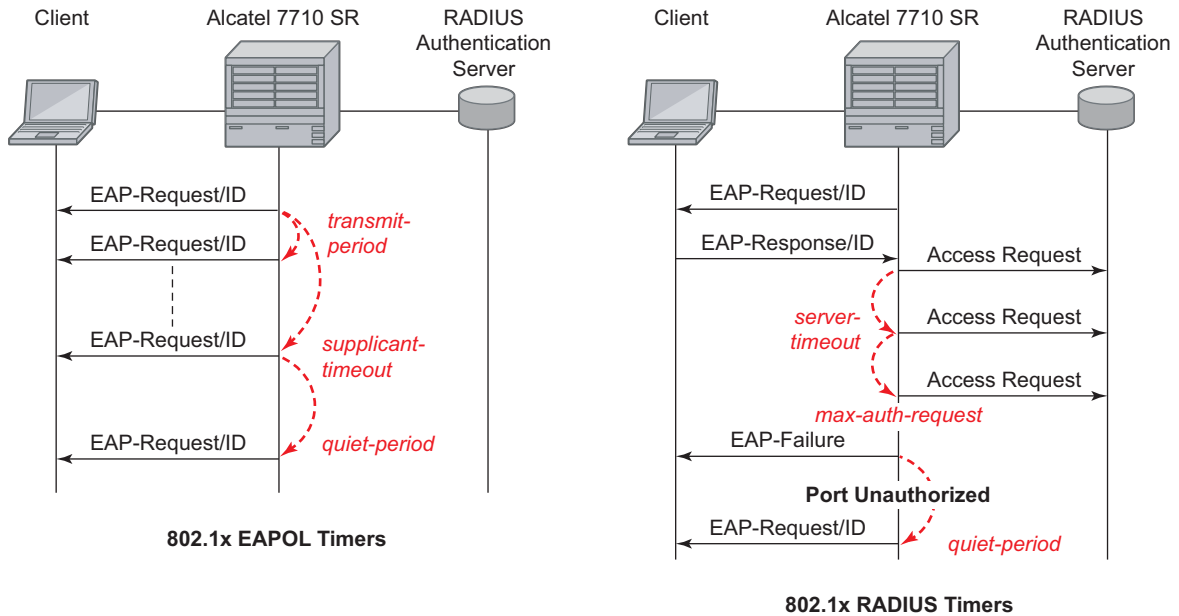 Client
Alcatel 7710 SR
RADIUS
Authentication
Server
EAP-Request/ID
transmit-
period
EAP-Request/ID
EAP-Request/ID
supplicant-
timeout
EAP-Request/ID
quiet-period
802.1x EAPOL Timers
Client
Alcatel 7710 SR
RADIUS
Authentication
Server
EAP-Request/ID
EAP-Response/ID
Access Request
server-
timeout
Access Request
Access Request
max-auth-request
EAP-Failure
Port Unauthorized
EAP-Request/ID
quiet-period
802.1x RADIUS Timers